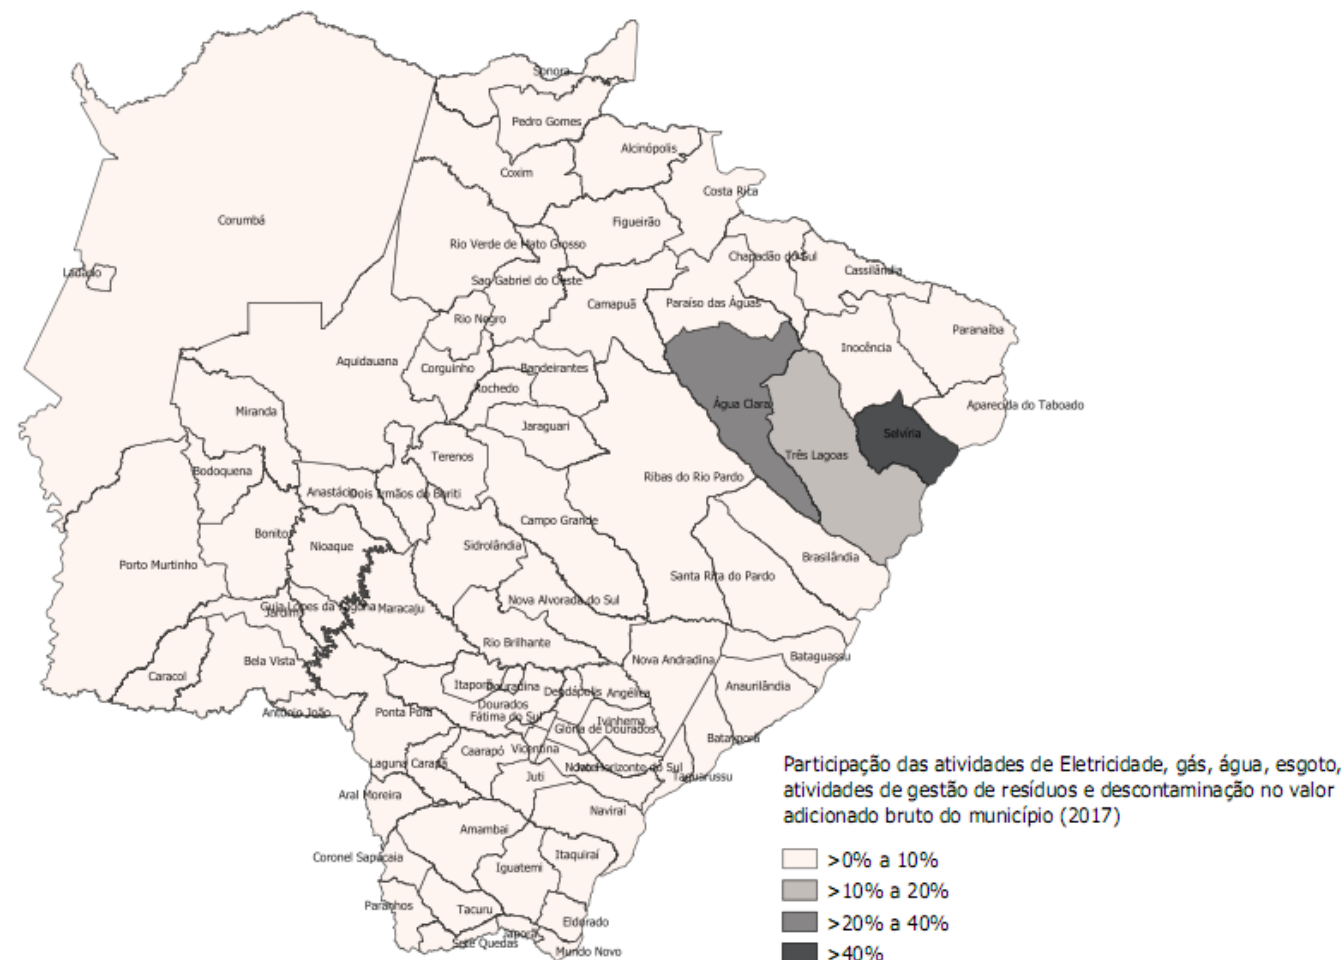 Sonora
Pedro Gomes
Alcinópolis
Coxim
Costa Rica
Corumbá
Figueirão
Rio Verde de Mato Grosso
Chapadão do Sul
Cassilândia
Ladário
Sao Gabriel do Oeste
Camapuã
Paraíso das Águas
Rio Negro
Paranaíba
Inocência
Aquidauana
Corguinho
Bandeirantes
Rochedo
Água Clara
Aparecida do Taboado
Miranda
Jaraguari
Selvíria
Terenos
Três Lagoas
Bodoquena
Ribas do Rio Pardo
Anastácio
Dois Irmãos do Buriti
Campo Grande
Bonito
Nioaque
Sidrolândia
Brasilândia
Porto Murtinho
Santa Rita do Pardo
Nova Alvorada do Sul
Guia Lopes da Laguna
Jardim
Maracaju
Rio Brilhante
Bataguassu
Bela Vista
Nova Andradina
Caracol
Itaporã
Douradina
Anaurilândia
Deodápolis
Angélica
Dourados
Antônio João
Ponta Porã
Fátima do Sul
Ivinhema
Glória de Dourados
Batayporã
Caarapó
Vicentina
Laguna Carapã
Novo Horizonte do Sul
Juti
Taquarussu
Aral Moreira
Naviraí
Amambai
Coronel Sapucaia
Itaquiraí
Iguatemi
Paranhos
Tacuru
Eldorado
Japorã
Sete Quedas
Mundo Novo
Participação das atividades de Eletricidade, gás, água, esgoto,
atividades de gestão de resíduos e descontaminação no valor
adicionado bruto do município (2017)
>0% a 10%
>10% a 20%
>20% a 40%
>40%